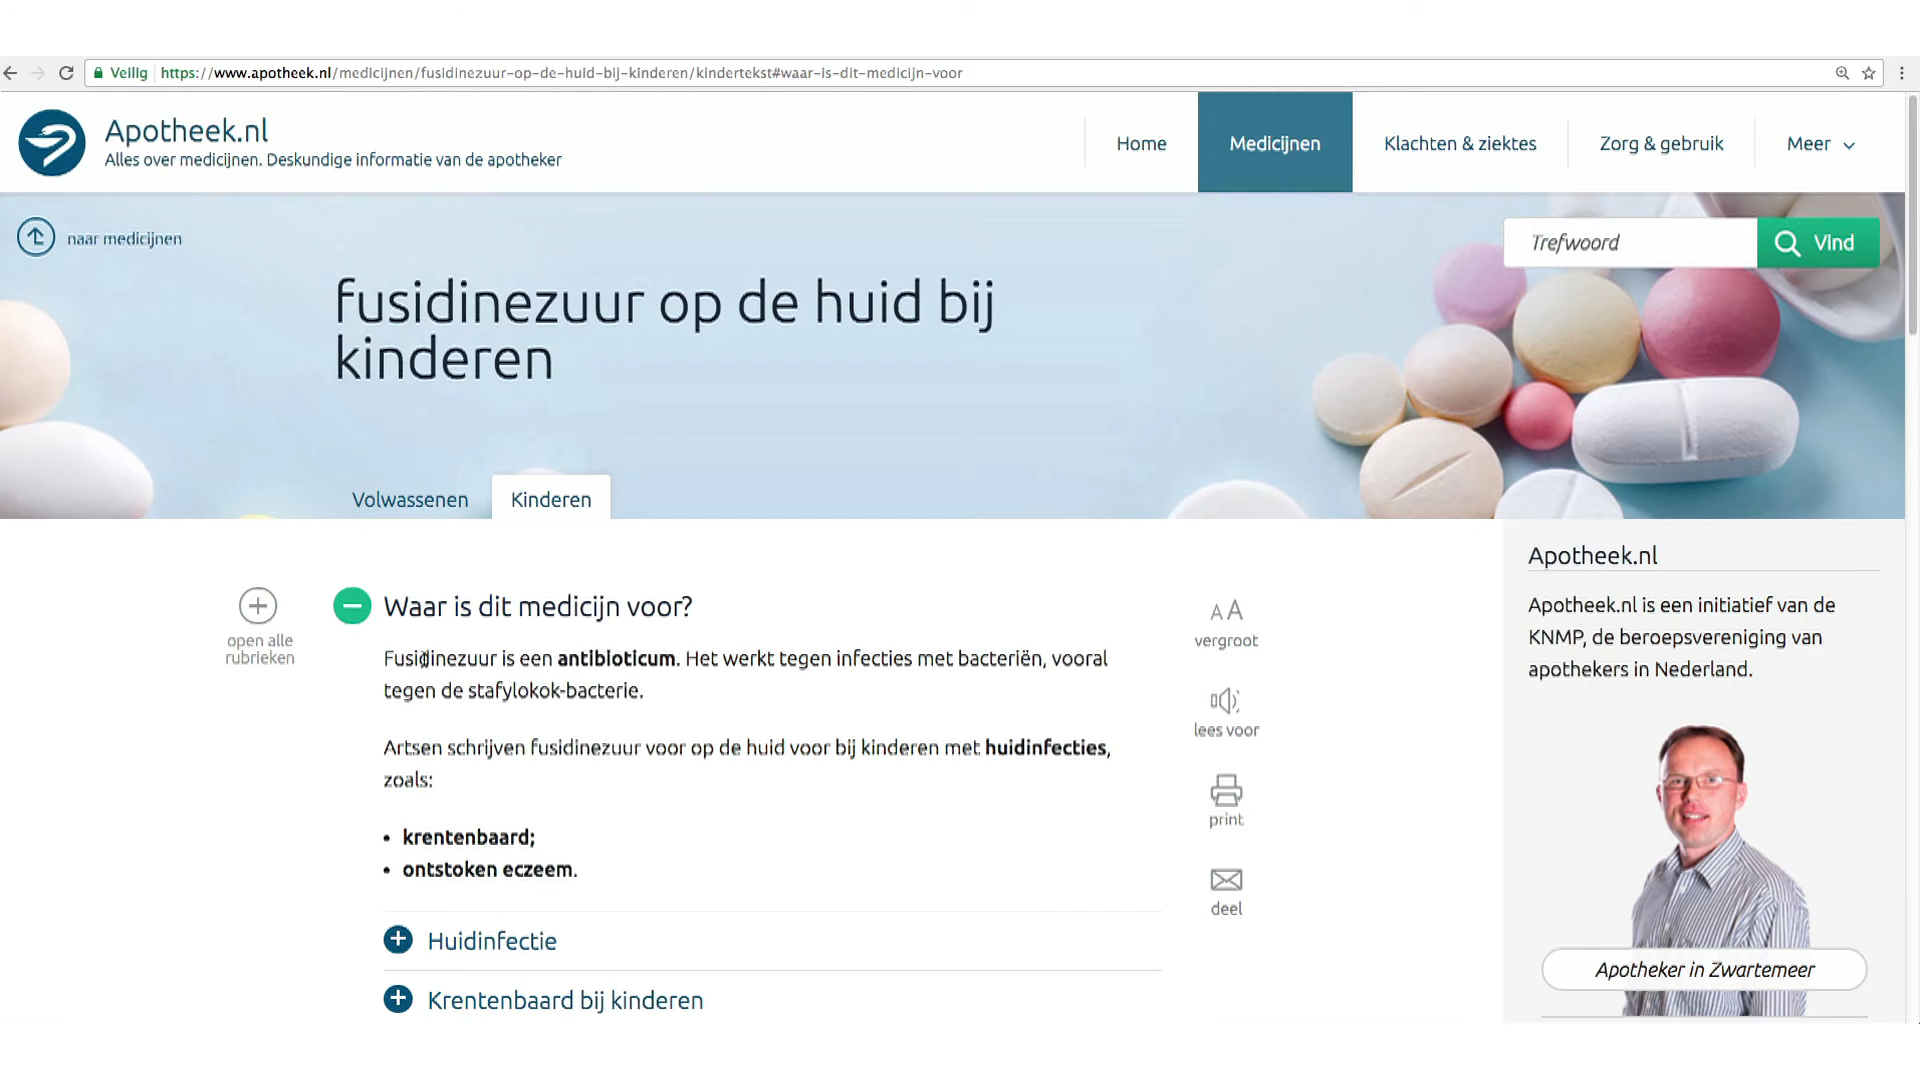 Veilig https://www.apotheek.nl/medicijnen/fusidinezuur-op-de-huid-bij-kinderen/kindertekst#waar-is-dit-medicijn-voor
Apotheek.nl
Alles over medicijnen. Deskundige informatie van de apotheker
Home Medicijnen Klachten & ziektes Zorg & gebruik Meer
naar medicijnen
Trefwoord Vind
fusidinezuur op de huid bij
kinderen
Volwassenen Kinderen
open alle
rubrieken
Waar is dit medicijn voor?
Fusidinezuur is een antibioticum. Het werkt tegen infecties met bacteriën, vooral
tegen de stafylokok-bacterie.
Artsen schrijven fusidinezuur voor op de huid voor bij kinderen met huidinfecties,
zoals:
• krentenbaard;
• ontstoken eczeem.
Huidinfectie
Krentenbaard bij kinderen
AA
vergroot
lees voor
print
deel
Apotheek.nl
Apotheek.nl is een initiatief van de
KNMP, de beroepsvereniging van
apothekers in Nederland.
Apotheker in Zwartemeer